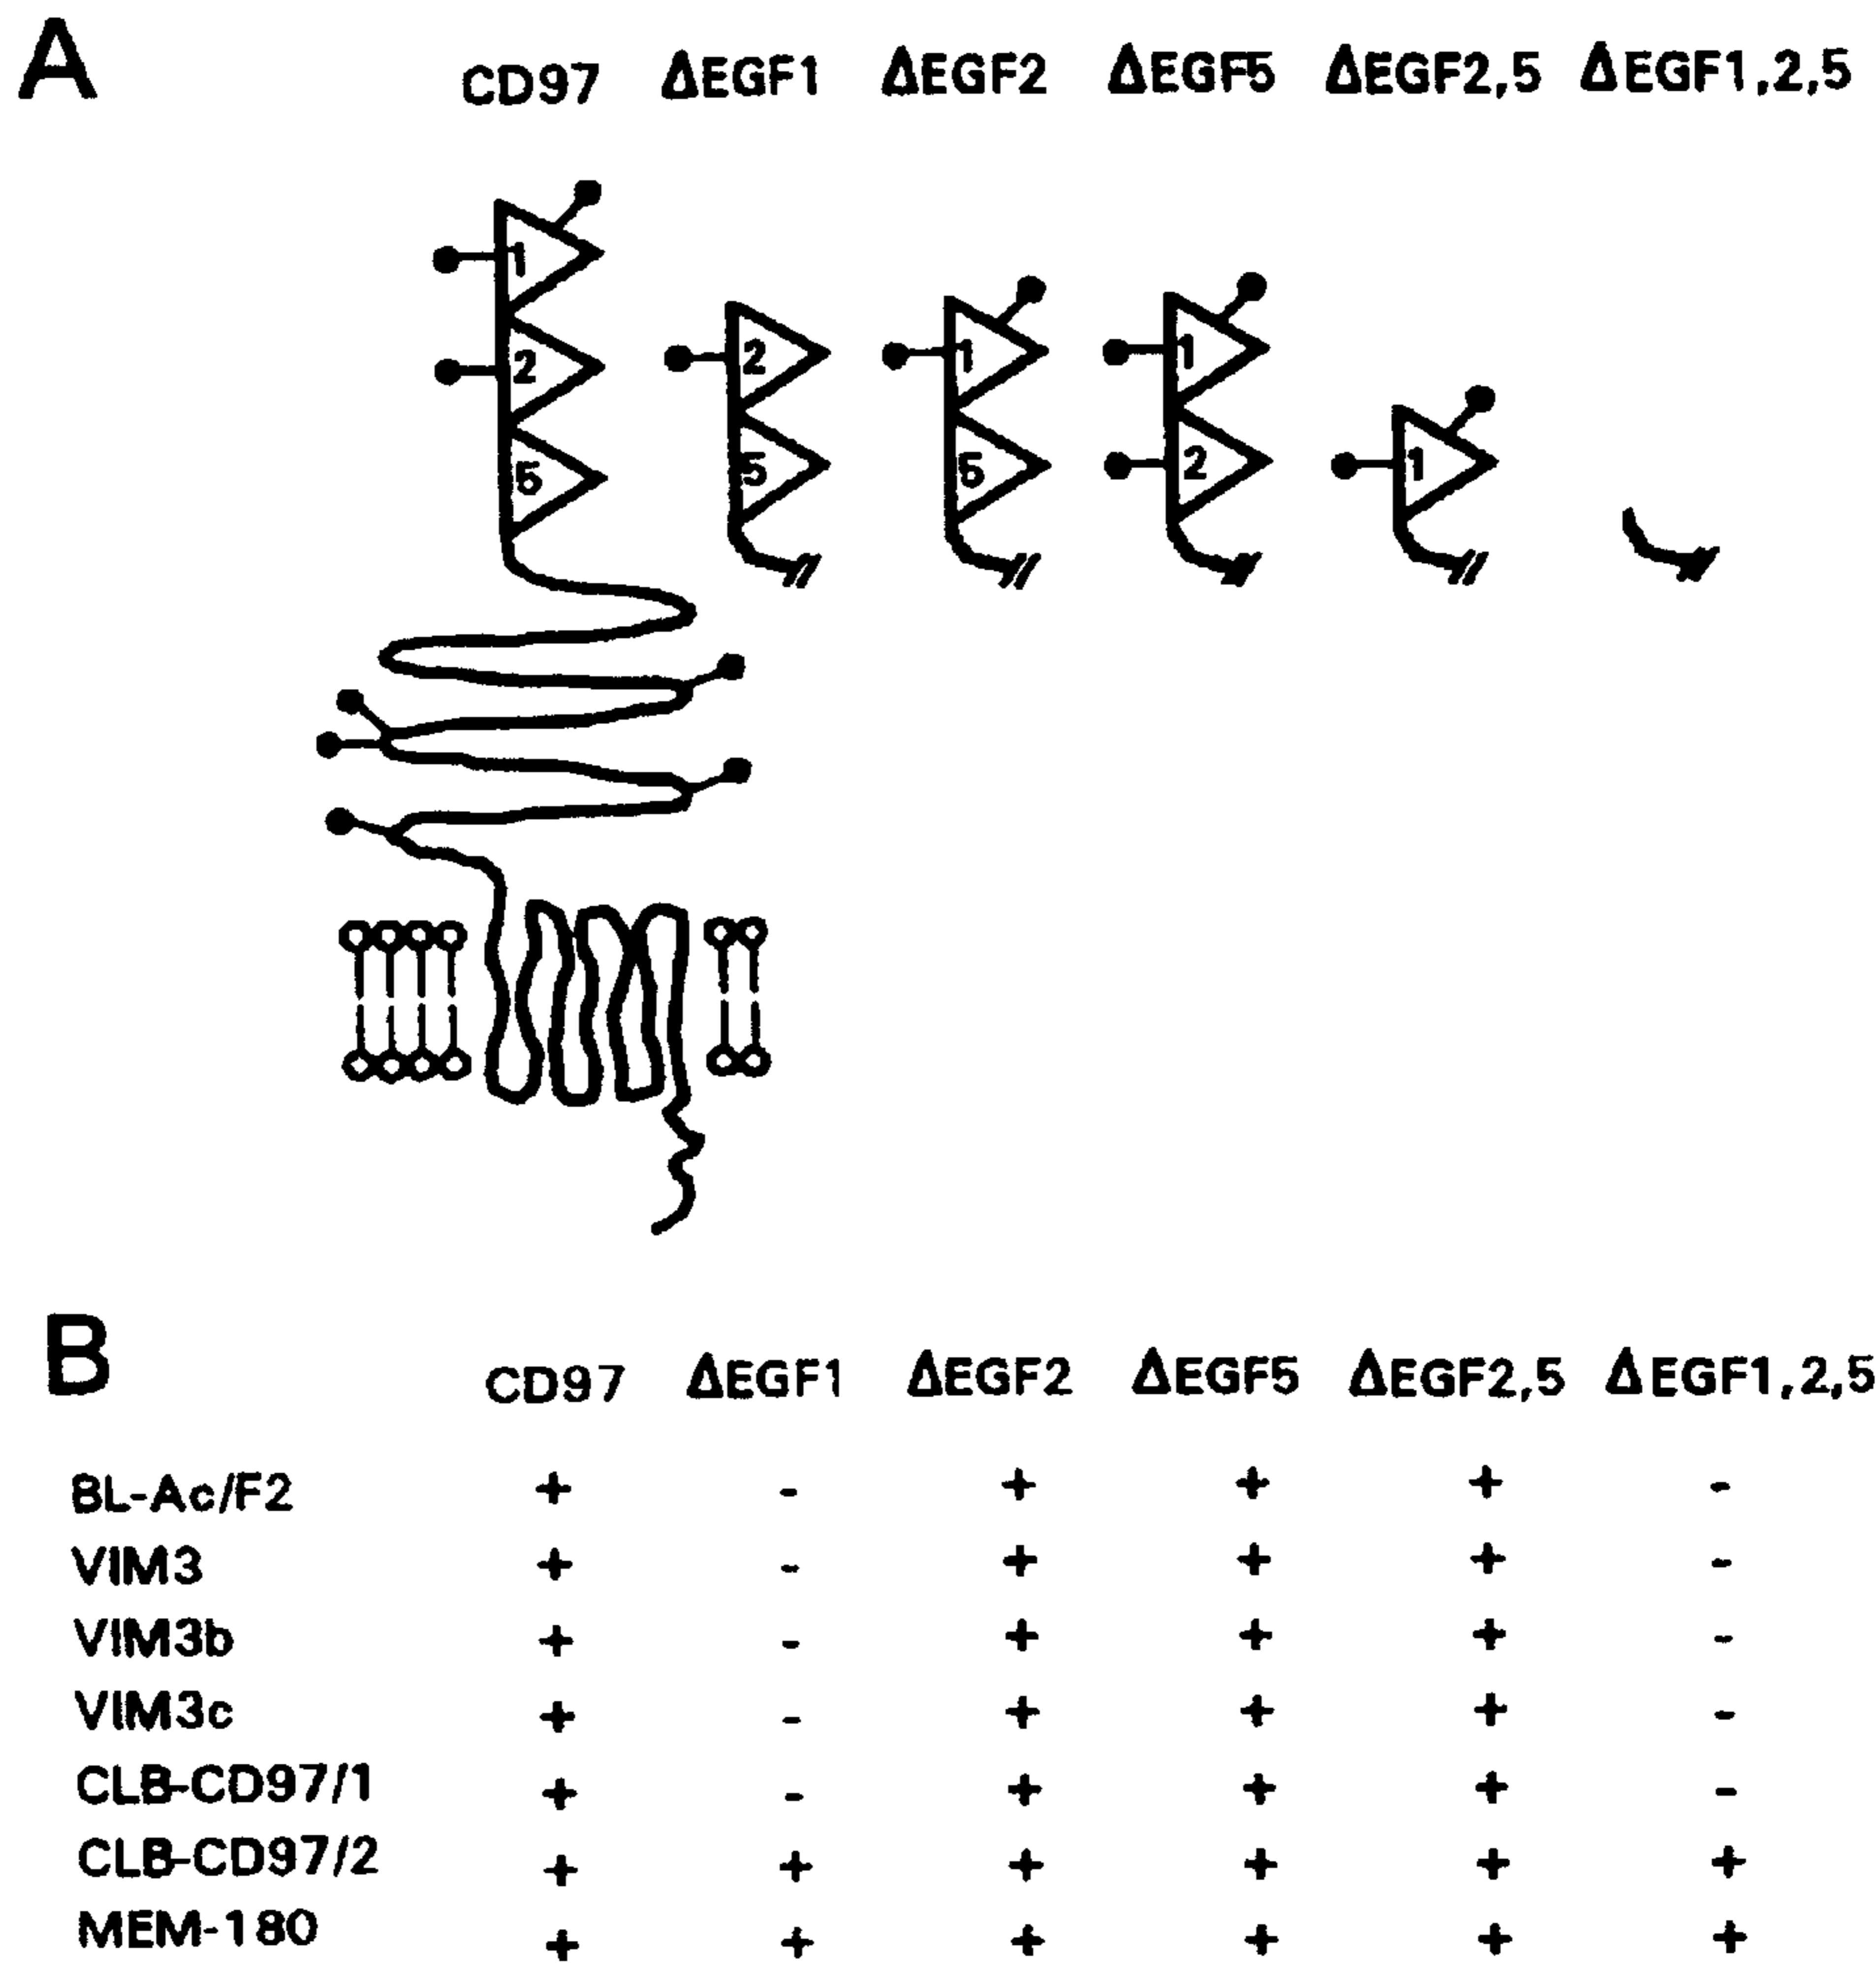 A
CD97 ΔEGF1 ΔEGF2 ΔEGF5 ΔEGF2,5 ΔEGF1,2,5
1
2
5
2
5
1
5
1
2
1
B
CD97 ΔEGF1 ΔEGF2 ΔEGF5 ΔEGF2,5 ΔEGF1,2,5
BL-Ac/F2 + - + + + -
VIM3 + - + + + -
VIM3b + - + + + -
VIM3c + - + + + -
CLB-CD97/1 + - + + + -
CLB-CD97/2 + + + + + +
MEM-180 + + + + + +